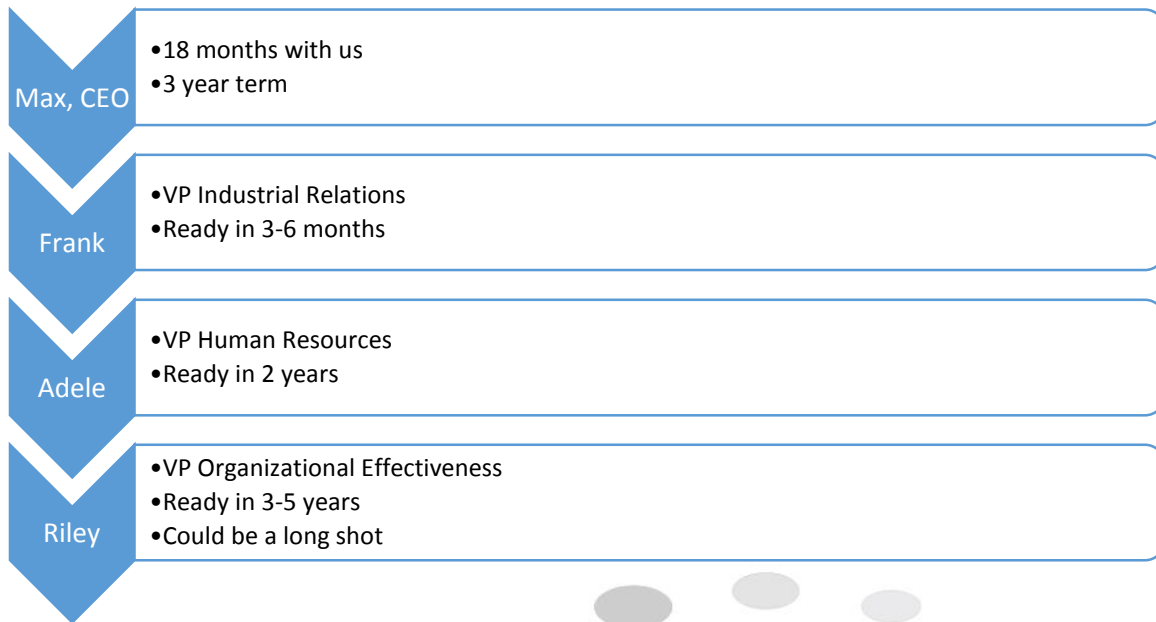 Max, CEO
•18 months with us
•3 year term
Frank
•VP Industrial Relations
•Ready in 3-6 months
Adele
•VP Human Resources
•Ready in 2 years
Riley
•VP Organizational Effectiveness
•Ready in 3-5 years
•Could be a long shot